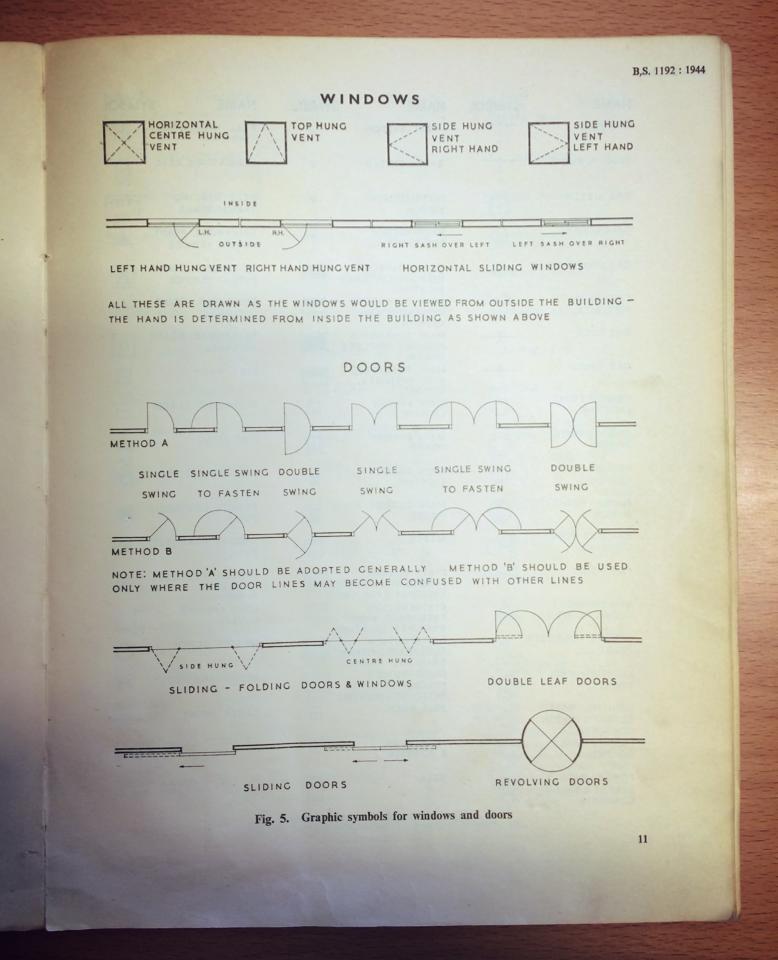 B.S. 1192 : 1944
WINDOWS
HORIZONTAL
CENTRE HUNG
VENT
TOP HUNG
VENT
SIDE HUNG
VENT
RIGHT HAND
SIDE HUNG
VENT
LEFT HAND
INSIDE
L.H.
R.H.
OUTSIDE
RIGHT SASH OVER LEFT
LEFT SASH OVER RIGHT
LEFT HAND HUNG VENT
RIGHT HAND HUNG VENT
HORIZONTAL SLIDING WINDOWS
ALL THESE ARE DRAWN AS THE WINDOWS WOULD BE VIEWED FROM OUTSIDE THE BUILDING –
THE HAND IS DETERMINED FROM INSIDE THE BUILDING AS SHOWN ABOVE
DOORS
METHOD A
SINGLE
SWING
SINGLE SWING
TO FASTEN
DOUBLE
SWING
SINGLE
SWING
SINGLE SWING
TO FASTEN
DOUBLE
SWING
METHOD B
NOTE: METHOD 'A' SHOULD BE ADOPTED GENERALLY METHOD 'B' SHOULD BE USED
ONLY WHERE THE DOOR LINES MAY BECOME CONFUSED WITH OTHER LINES
SIDE HUNG
CENTRE HUNG
SLIDING – FOLDING DOORS & WINDOWS
DOUBLE LEAF DOORS
SLIDING DOORS
REVOLVING DOORS
Fig. 5. Graphic symbols for windows and doors
11